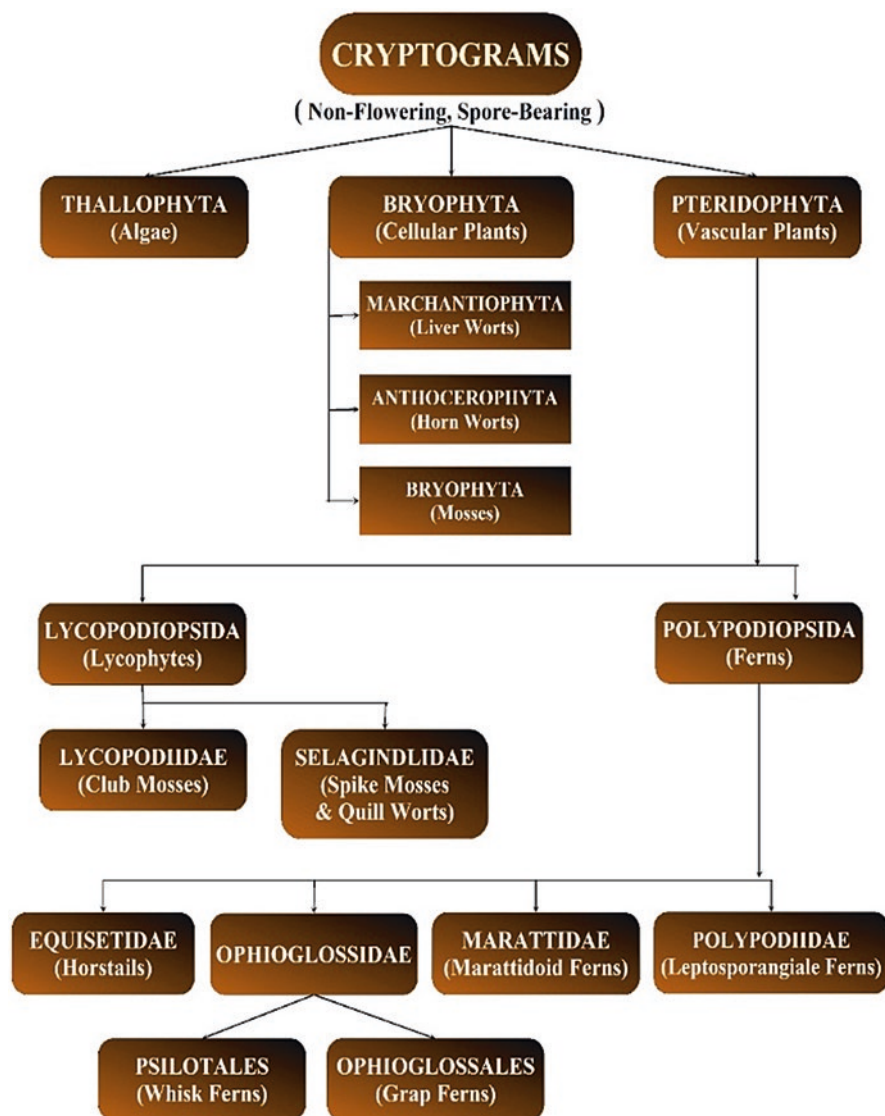 CRYPTOGRAMS
( Non-Flowering, Spore-Bearing )
THALLOPHYTA
(Algae)
BRYOPHYTA
(Cellular Plants)
PTERIDOPHYTA
(Vascular Plants)
MARCHANTIOPHYTA
(Liver Worts)
ANTHOCEROPHYTA
(Horn Worts)
BRYOPHYTA
(Mosses)
LYCOPODIOPSIDA
(Lycophytes)
POLYPODIOPSIDA
(Ferns)
LYCOPODIIDAE
(Club Mosses)
SELAGINDLIDAE
(Spike Mosses
& Quill Worts)
EQUISETIDAE
(Horstails)
OPHIOGLOSSIDAE
MARATTIDAE
(Marattidoid Ferns)
POLYPODIIDAE
(Leptosporangiale Ferns)
PSILOTALES
(Whisk Ferns)
OPHIOGLOSSALES
(Grap Ferns)